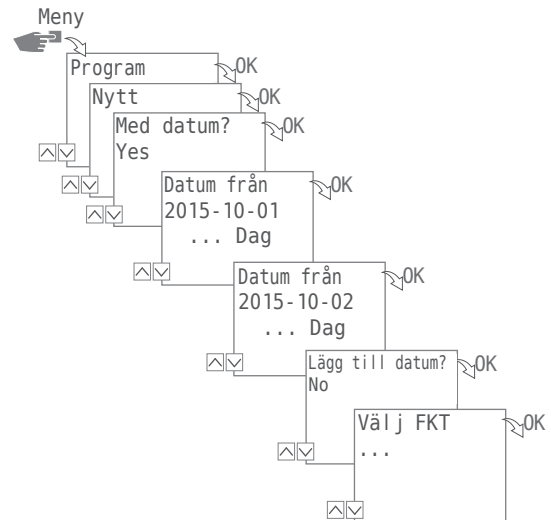 Meny
Program
OK
Nytt
OK
Med datum?
OK
Yes
Datum från
OK
2015-10-01
... Dag
Datum från
OK
2015-10-02
... Dag
Lägg till datum?
OK
No
Välj FKT
OK
...